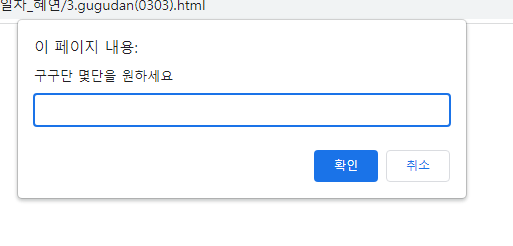 일자_혜연/3.gugudan(0303).html
이 페이지 내용:
구구단 몇단을 원하세요
확인
취소